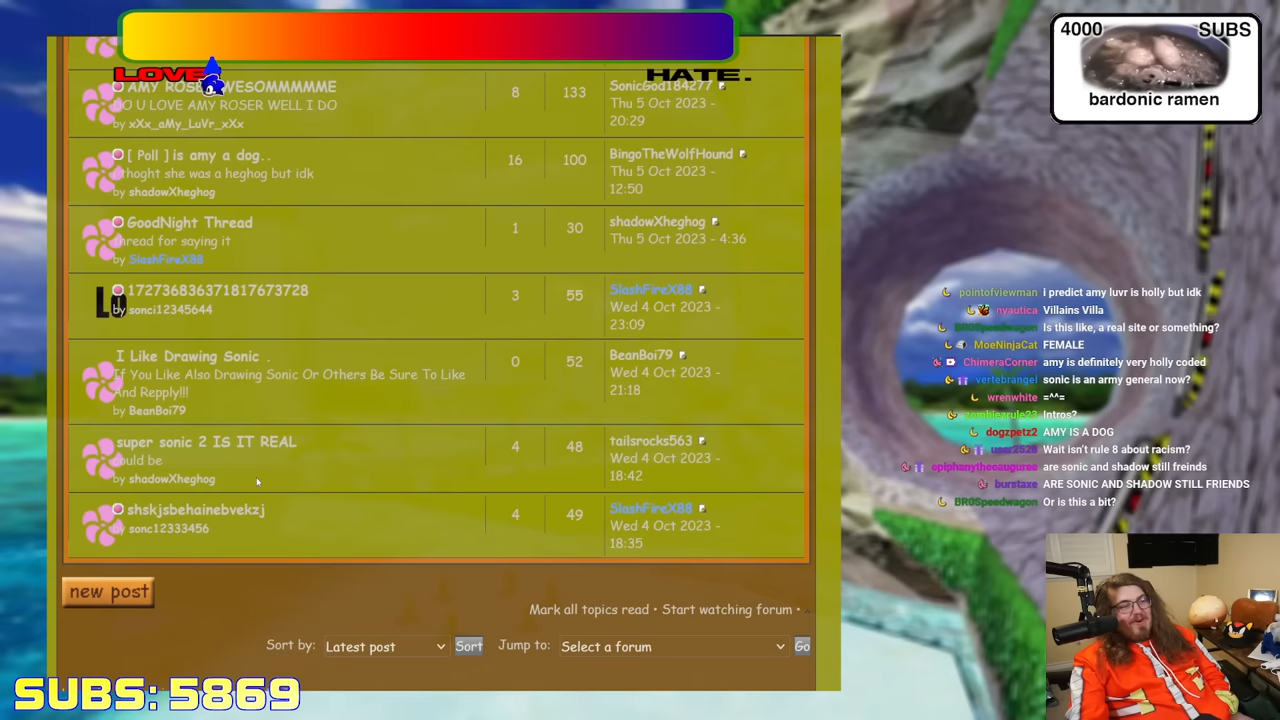 LOVE
HATE.
4000 SUBS
bardonic ramen
AMY ROSE AWESOMMMMME
DO U LOVE AMY ROSER WELL I DO
by xXx_aMy_LuVr_xXx
8
133
SonicGod184277
Thu 5 Oct 2023 -
20:29
[ Poll ] is amy a dog..
i thoght she was a heghog but idk
by shadowXheghog
16
100
BingoTheWolfHound
Thu 5 Oct 2023 -
12:50
GoodNight Thread
thread for saying it
by SlashFireX88
1
30
shadowXheghog
Thu 5 Oct 2023 - 4:36
Lo
172736836371817673728
by sonci12345644
3
55
SlashFireX88
Wed 4 Oct 2023 -
23:09
I Like Drawing Sonic .
If You Like Also Drawing Sonic Or Others Be Sure To Like
And Repply!!!
by BeanBoi79
0
52
BeanBoi79
Wed 4 Oct 2023 -
21:18
super sonic 2 IS IT REAL
could be
by shadowXheghog
4
48
tailsrocks563
Wed 4 Oct 2023 -
18:42
shskjsbehainebvekzj
by sonc12333456
4
49
SlashFireX88
Wed 4 Oct 2023 -
18:35
new post
Mark all topics read • Start watching forum •
Sort by: Latest post Sort Jump to: Select a forum Go
pointofviewman i predict amy luvr is holly but idk
nyautica Villains Villa
BR0Speedwagon Is this like, a real site or something?
MoeNinjaCat FEMALE
ChimeraCorner amy is definitely very holly coded
vertebrangel sonic is an army general now?
wrenwhite =^^=
zombiezrule23 Intros?
dogzpetz2 AMY IS A DOG
user2528 Wait isn't rule 8 about racism?
epiphanytheauguree are sonic and shadow still freinds
burstaxe ARE SONIC AND SHADOW STILL FRIENDS
BR0Speedwagon Or is this a bit?
SUBS: 5869